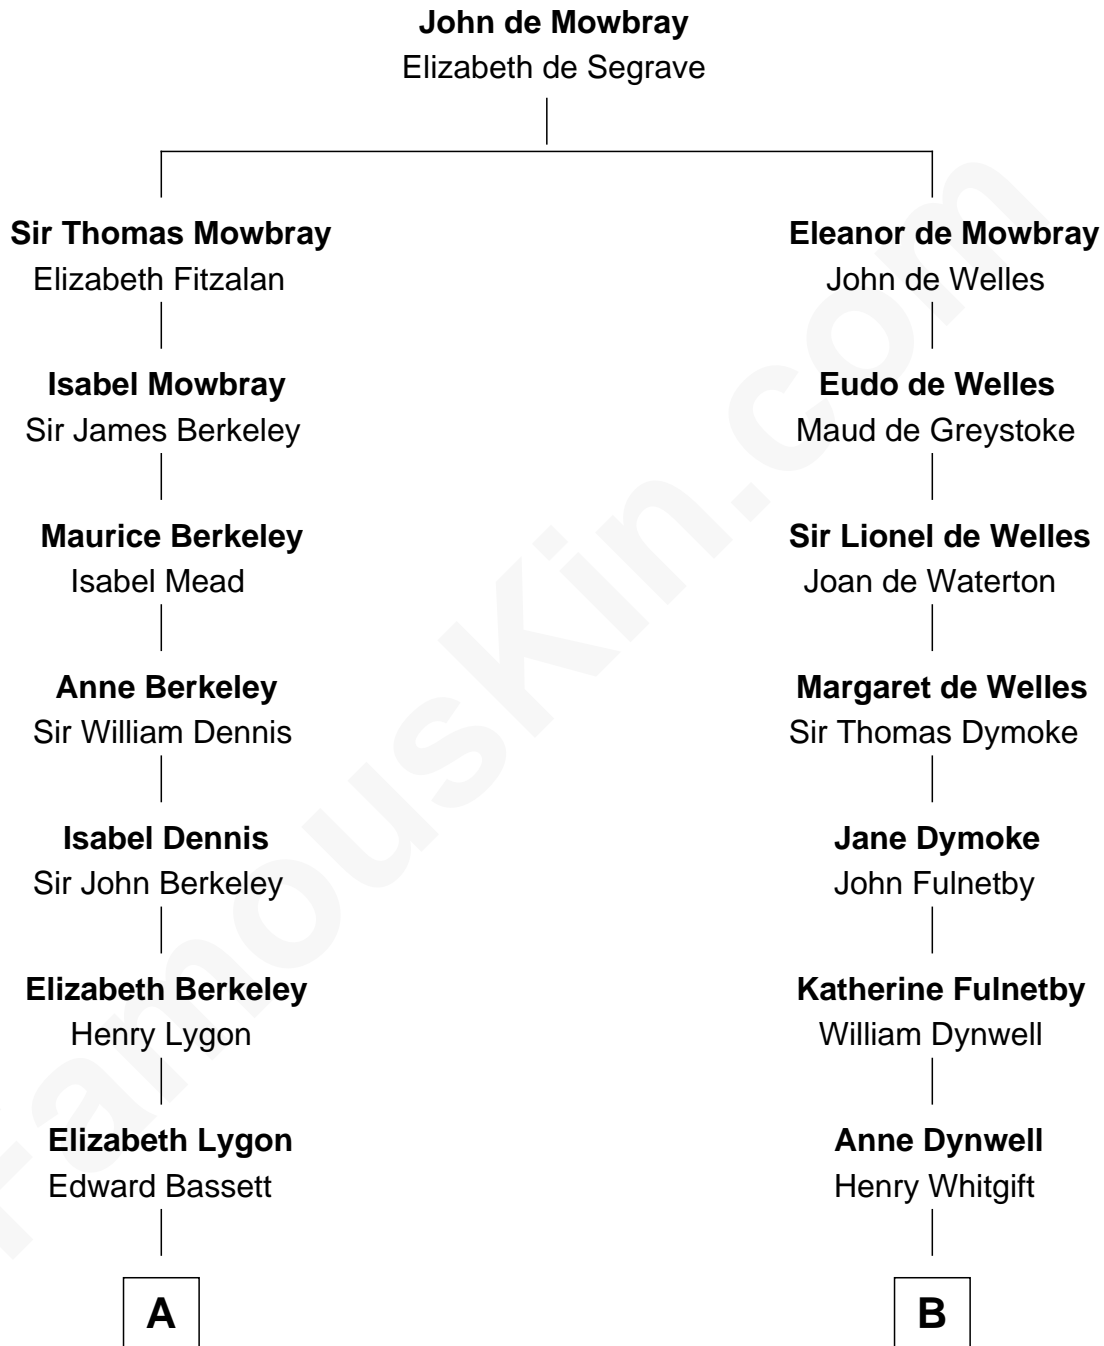 John de Mowbray
Elizabeth de Segrave
Sir Thomas Mowbray
Elizabeth Fitzalan
Eleanor de Mowbray
John de Welles
Isabel Mowbray
Sir James Berkeley
Eudo de Welles
Maud de Greystoke
Maurice Berkeley
Isabel Mead
Sir Lionel de Welles
Joan de Waterton
Anne Berkeley
Sir William Dennis
Margaret de Welles
Sir Thomas Dymoke
Isabel Dennis
Sir John Berkeley
Jane Dymoke
John Fulnetby
Elizabeth Berkeley
Henry Lygon
Katherine Fulnetby
William Dynwell
Elizabeth Lygon
Edward Bassett
Anne Dynwell
Henry Whitgift
A
B
FamousKin.com